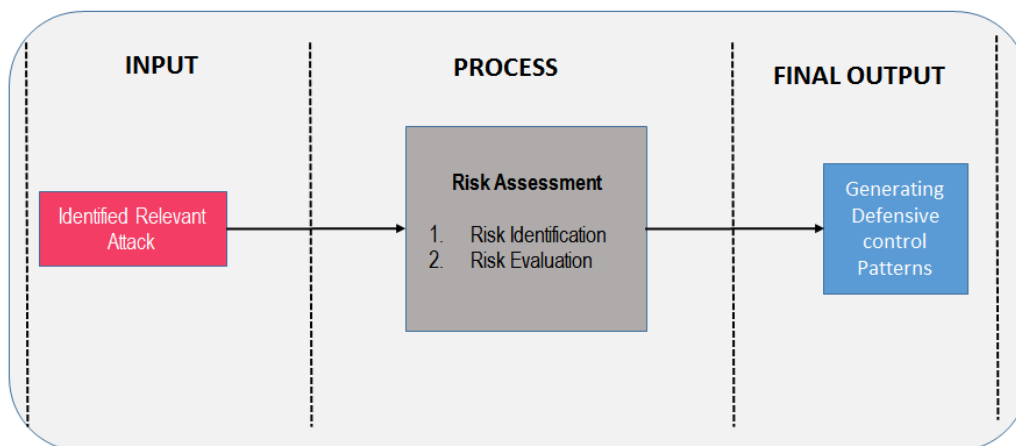 INPUT
PROCESS
FINAL OUTPUT
Identified Relevant
Attack
Risk Assessment
1. Risk Identification
2. Risk Evaluation
Generating
Defensive
control
Patterns